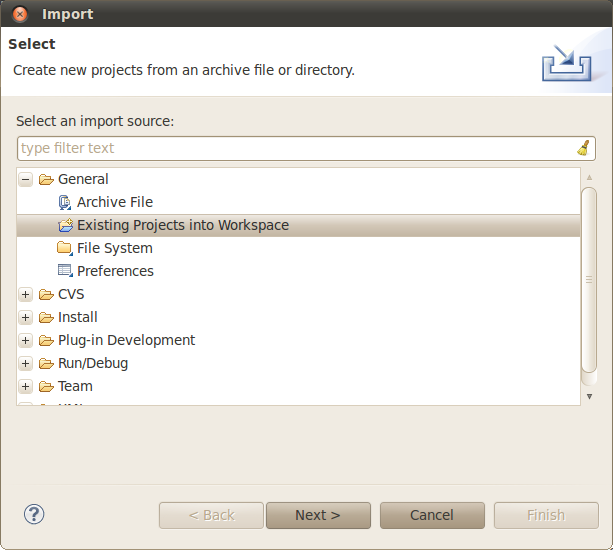 Import
Select
Create new projects from an archive file or directory.
Select an import source:
type filter text
General
Archive File
Existing Projects into Workspace
File System
Preferences
CVS
Install
Plug-in Development
Run/Debug
Team
< Back
Next >
Cancel
Finish